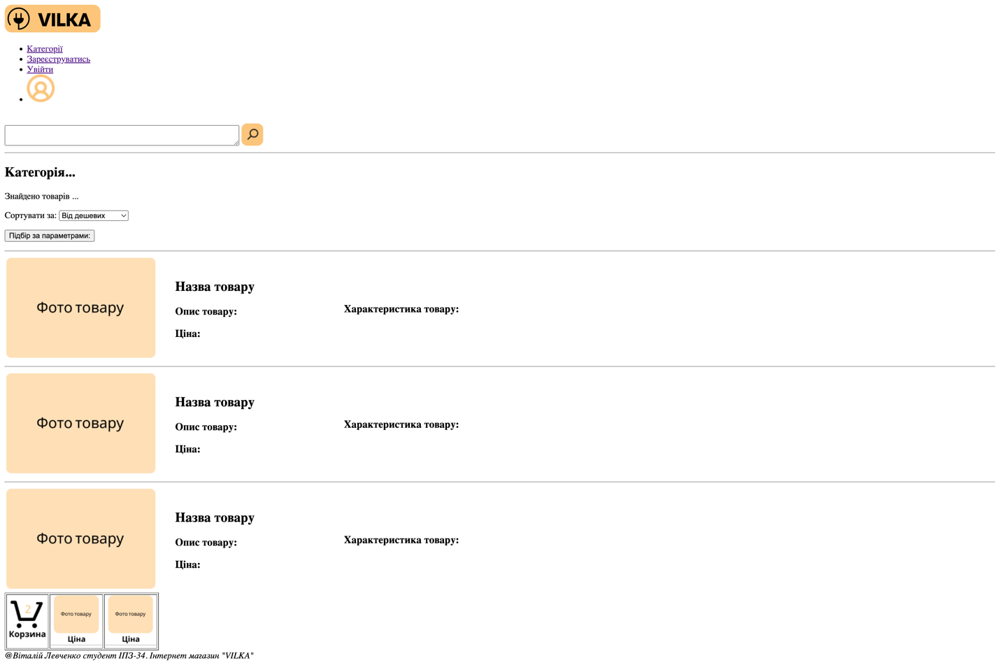 VILKA
Категорії
Зареєструватись
Увійти
Категорія...
Знайдено товарів ...
Сортувати за: Від дешевих
Підбір за параметрами:
Фото товару
Назва товару
Опис товару:
Характеристика товару:
Ціна:
Фото товару
Назва товару
Опис товару:
Характеристика товару:
Ціна:
Фото товару
Назва товару
Опис товару:
Характеристика товару:
Ціна:
2
Корзина
Фото товару
Ціна
Фото товару
Ціна
@Віталій Левченко студент ІПЗ-34. Інтернет магазин "VILKA"